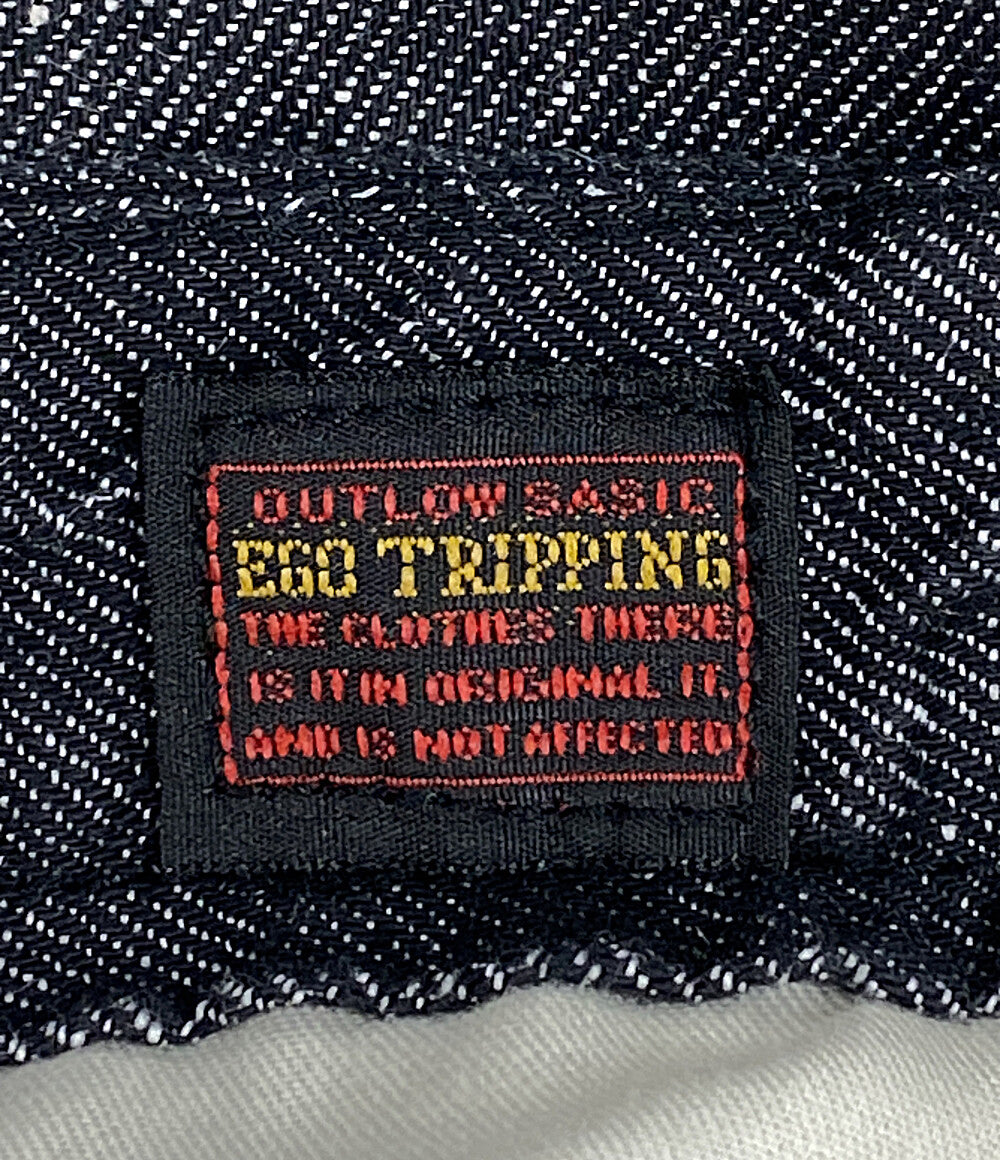 OUTLOW SASIC
EGO TRIPPING
THE CLOTHES THERE
IS IT IN ORIGINAL IT.
AND IS NOT AFFECTED